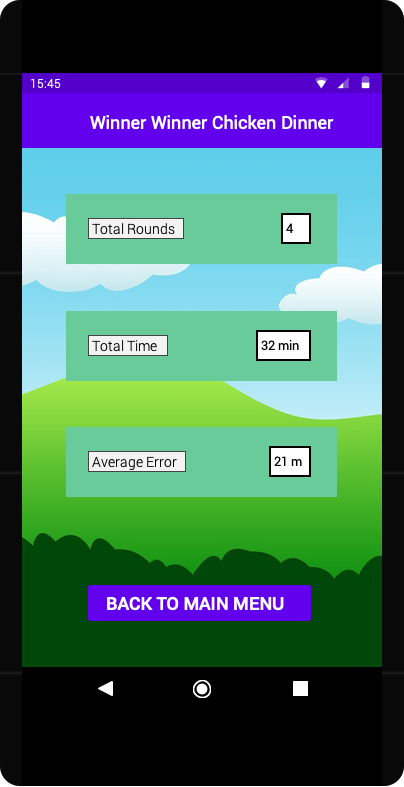 15:45
Winner Winner Chicken Dinner
Total Rounds 4
Total Time 32 min
Average Error 21 m
BACK TO MAIN MENU